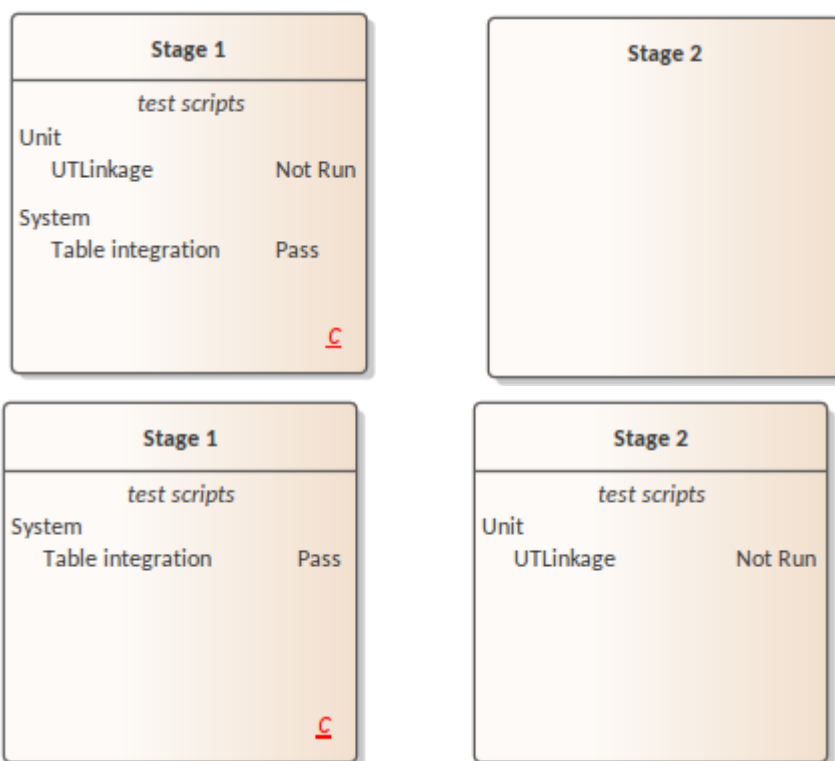 Stage 1
test scripts
Unit
UTLinkage Not Run
System
Table integration Pass
C
Stage 2
Stage 1
test scripts
System
Table integration Pass
C
Stage 2
test scripts
Unit
UTLinkage Not Run